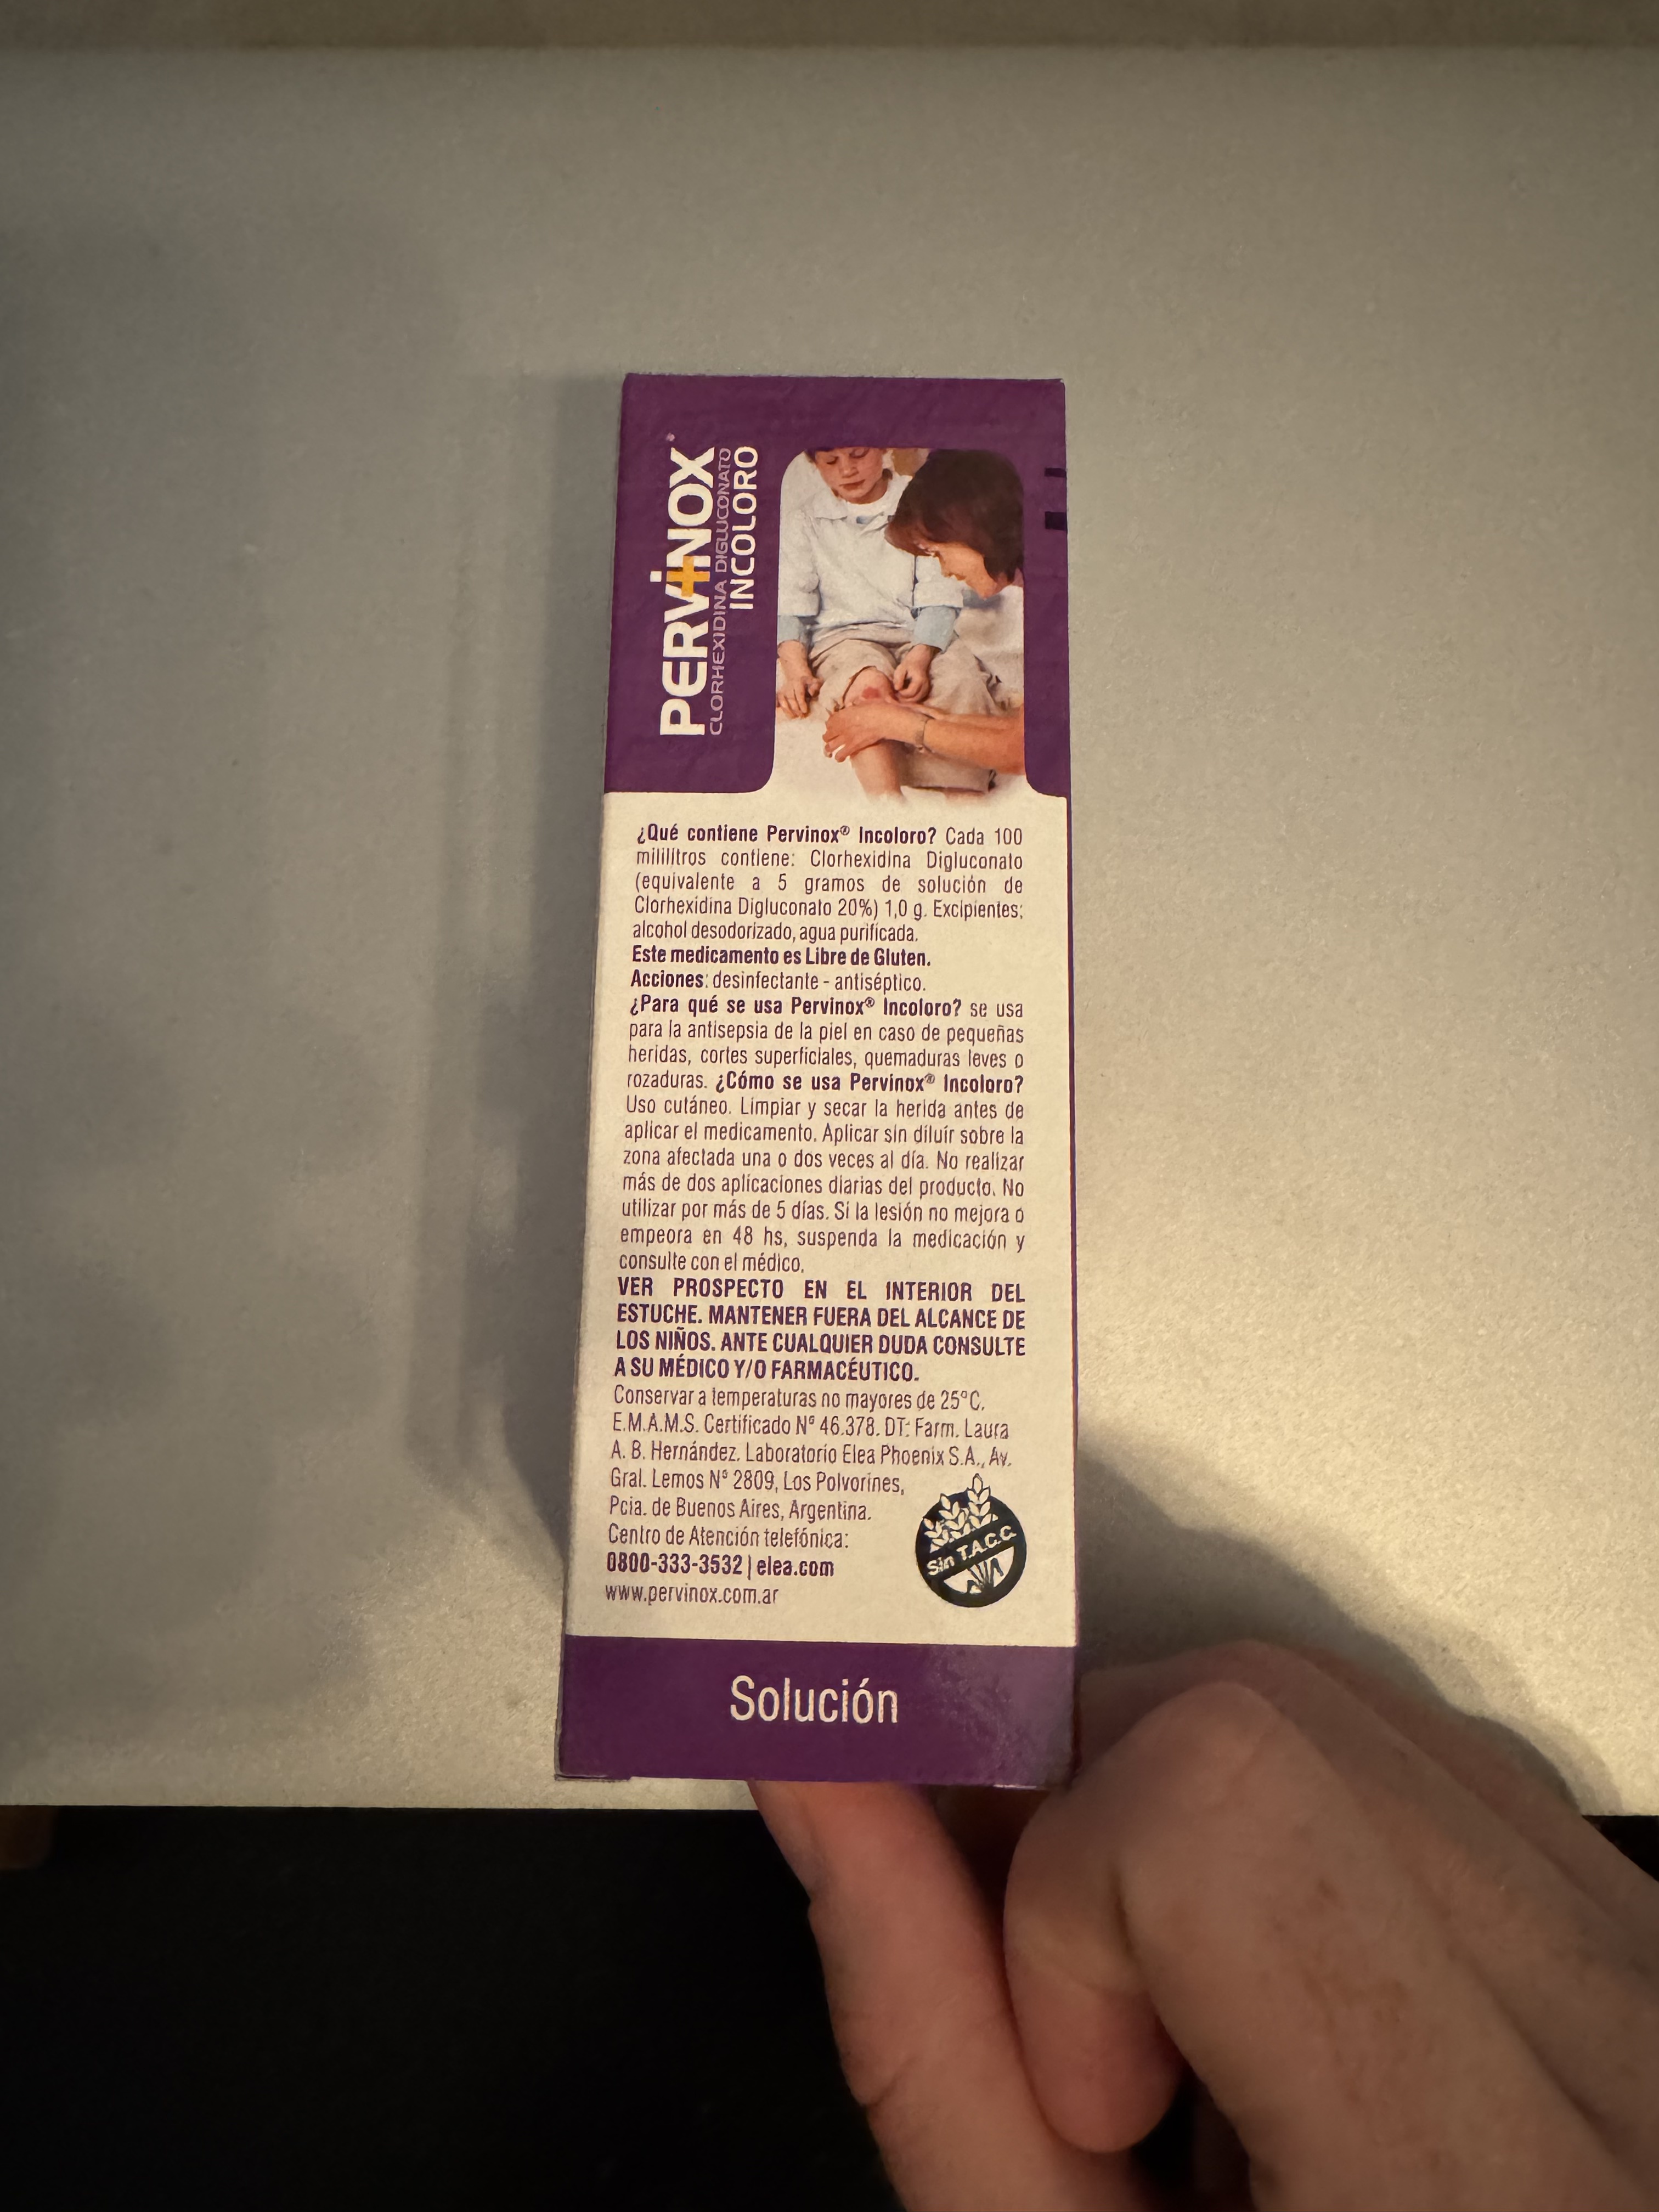 PERVINOX®
CLORHEXIDINA DIGLUCONATO
INCOLORO
¿Qué contiene Pervinox® Incoloro? Cada 100
mililitros contiene: Clorhexidina Digluconato
(equivalente a 5 gramos de solución de
Clorhexidina Digluconato 20%) 1,0 g. Excipientes:
alcohol desodorizado, agua purificada.
Este medicamento es Libre de Gluten.
Acciones: desinfectante - antiséptico.
¿Para qué se usa Pervinox® Incoloro? se usa
para la antisepsia de la piel en caso de pequeñas
heridas, cortes superficiales, quemaduras leves o
rozaduras. ¿Cómo se usa Pervinox® Incoloro?
Uso cutáneo. Limpiar y secar la herida antes de
aplicar el medicamento. Aplicar sin diluír sobre la
zona afectada una o dos veces al día. No realizar
más de dos aplicaciones diarias del producto. No
utilizar por más de 5 días. Si la lesión no mejora o
empeora en 48 hs, suspenda la medicación y
consulte con el médico.
VER PROSPECTO EN EL INTERIOR DEL
ESTUCHE. MANTENER FUERA DEL ALCANCE DE
LOS NIÑOS. ANTE CUALQUIER DUDA CONSULTE
A SU MÉDICO Y/O FARMACÉUTICO.
Conservar a temperaturas no mayores de 25ºC.
E.M.A.M.S. Certificado Nº 46.378. DT: Farm. Laura
A. B. Hernández. Laboratorio Elea Phoenix S.A., Av.
Gral. Lemos Nº 2809, Los Polvorines,
Pcia. de Buenos Aires, Argentina.
Centro de Atención telefónica:
0800-333-3532 | elea.com
www.pervinox.com.ar
Sin T.A.C.C.
Solución